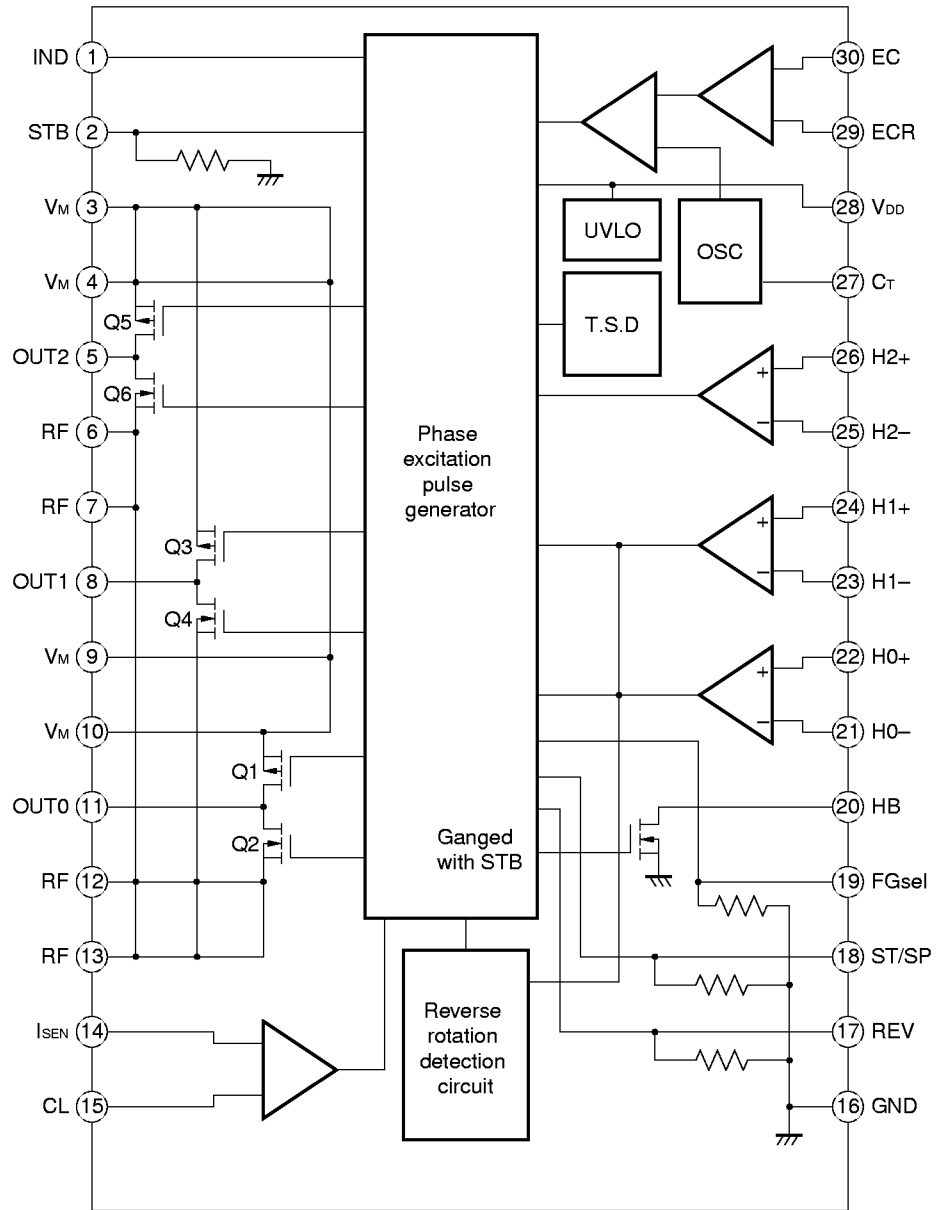 IND 1
STB 2
VM 3
VM 4
Q5
OUT2 5
Q6
RF 6
RF 7
Q3
OUT1 8
Q4
VM 9
VM 10
Q1
OUT0 11
Q2
RF 12
RF 13
ISEN 14
CL 15
Phase
excitation
pulse
generator
Ganged
with STB
Reverse
rotation
detection
circuit
UVLO
OSC
T.S.D
30 EC
29 ECR
28 VDD
27 CT
+ 26 H2+
− 25 H2−
+ 24 H1+
− 23 H1−
+ 22 H0+
− 21 H0−
20 HB
19 FGsel
18 ST/SP
17 REV
16 GND